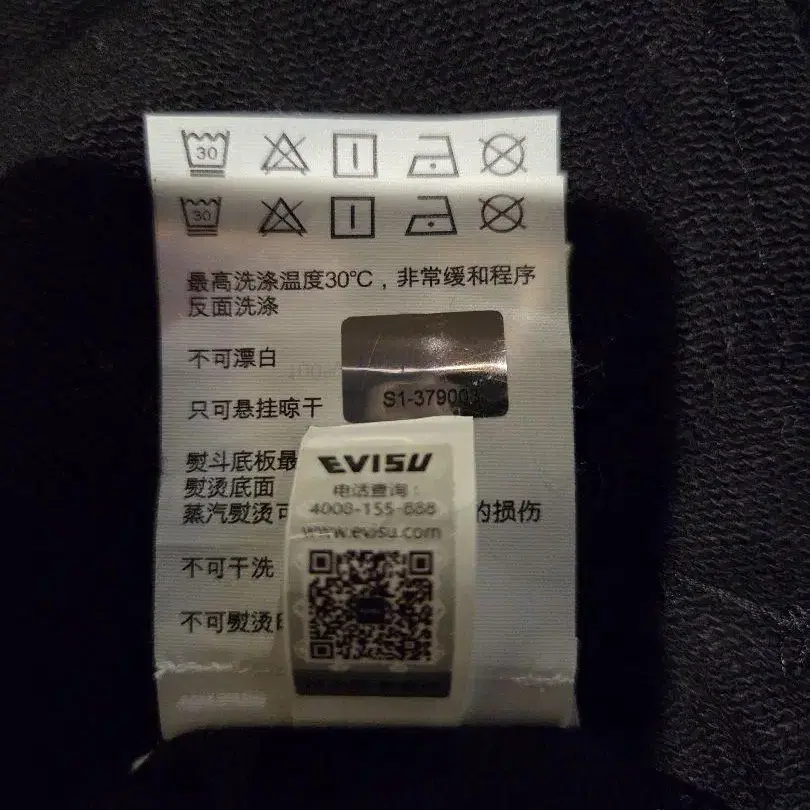 30
30
最高洗涤温度30℃，非常缓和程序
反面洗涤
不可漂白
S1-37900
只可悬挂晾干
熨斗底板最
熨烫底面
蒸汽熨烫可
的损伤
不可干洗
不可熨烫
EVISU
电话查询：
4008-155-888
www.evisu.com